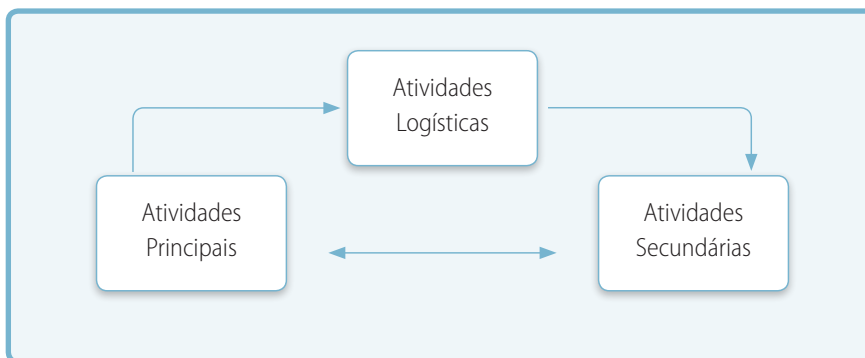 Atividades
Logísticas
Atividades
Principais
Atividades
Secundárias